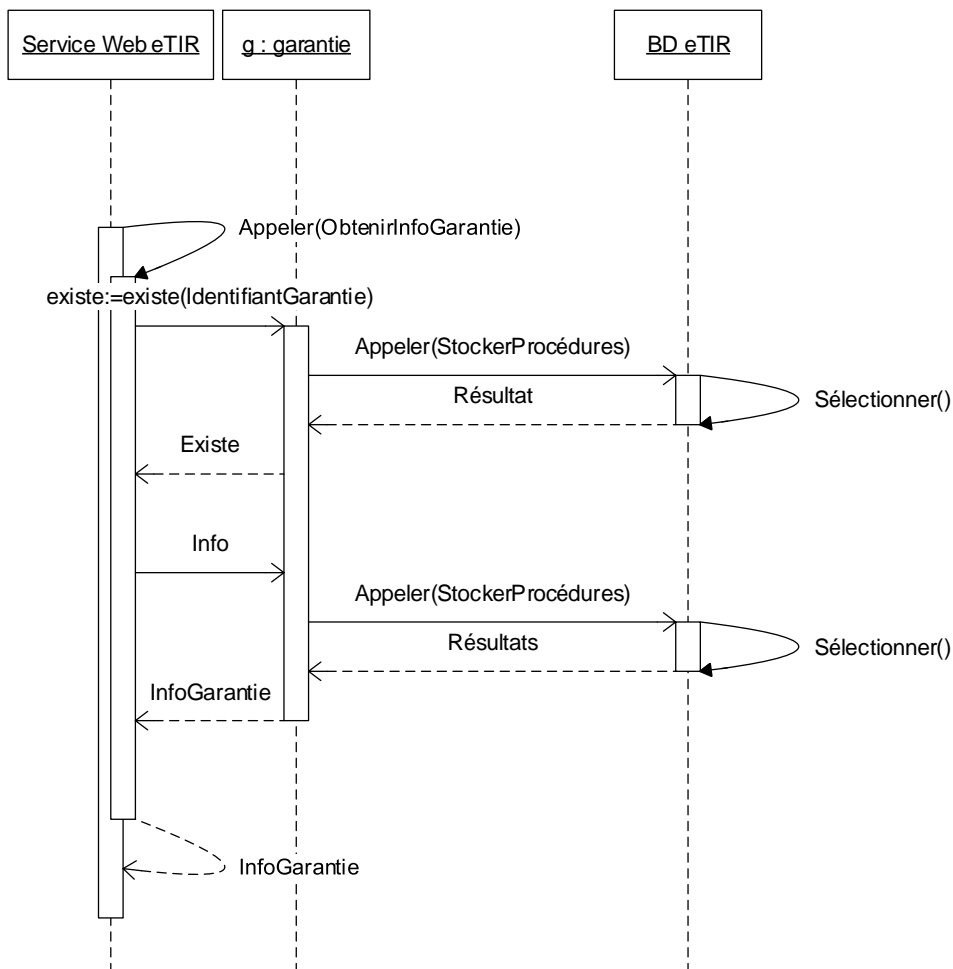 Service Web eTIR
g : garantie
BD eTIR
Appeler(ObtenirInfoGarantie)
existe:=existe(IdentifiantGarantie)
Appeler(StockerProcédures)
Résultat
Sélectionner()
Existe
Info
Appeler(StockerProcédures)
Résultats
Sélectionner()
InfoGarantie
InfoGarantie